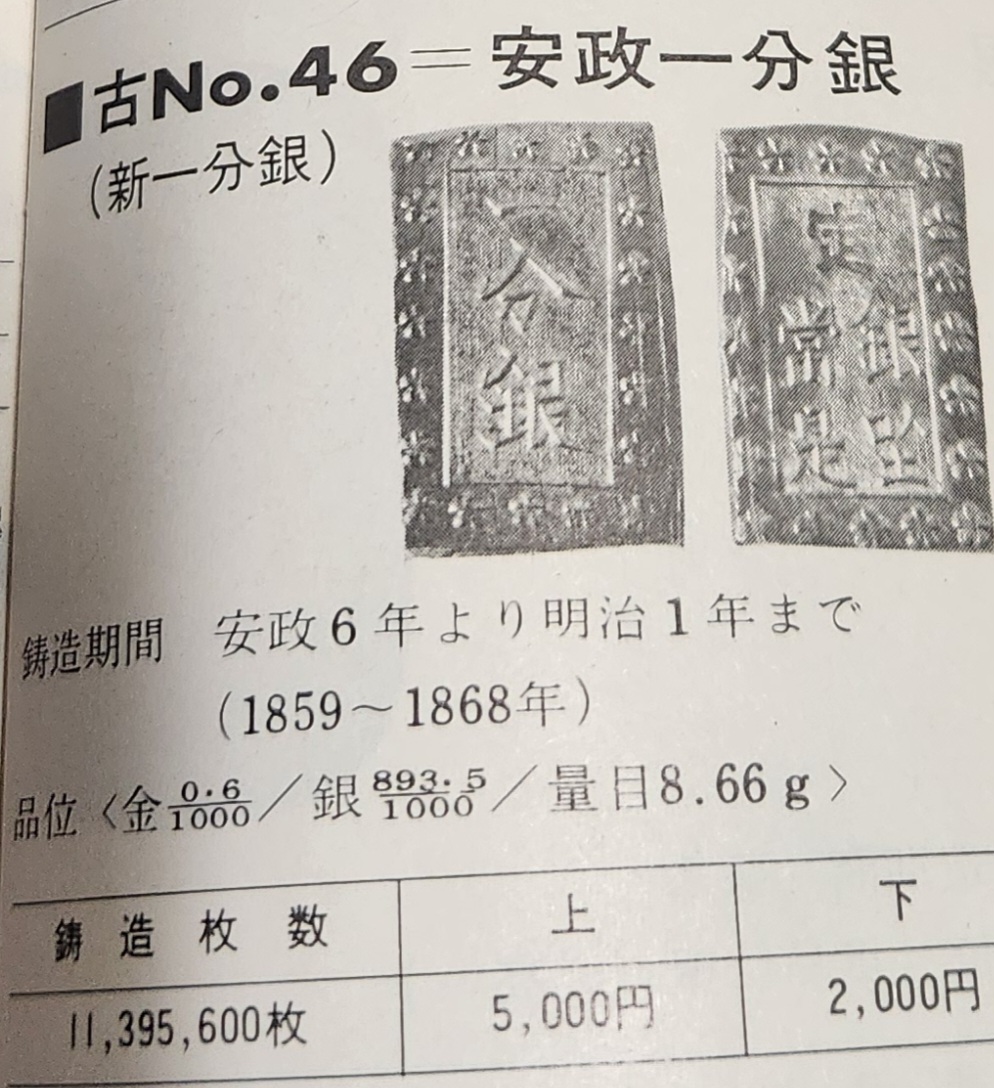 ■古No.46＝安政一分銀
（新一分銀）
一分銀
定
銀座
常是
鋳造期間　安政6年より明治1年まで
（1859～1868年）
品位〈金0·6/1000／銀893·5/1000／量目8.66g〉
鋳造枚数　上　下
11,395,600枚　5,000円　2,000円